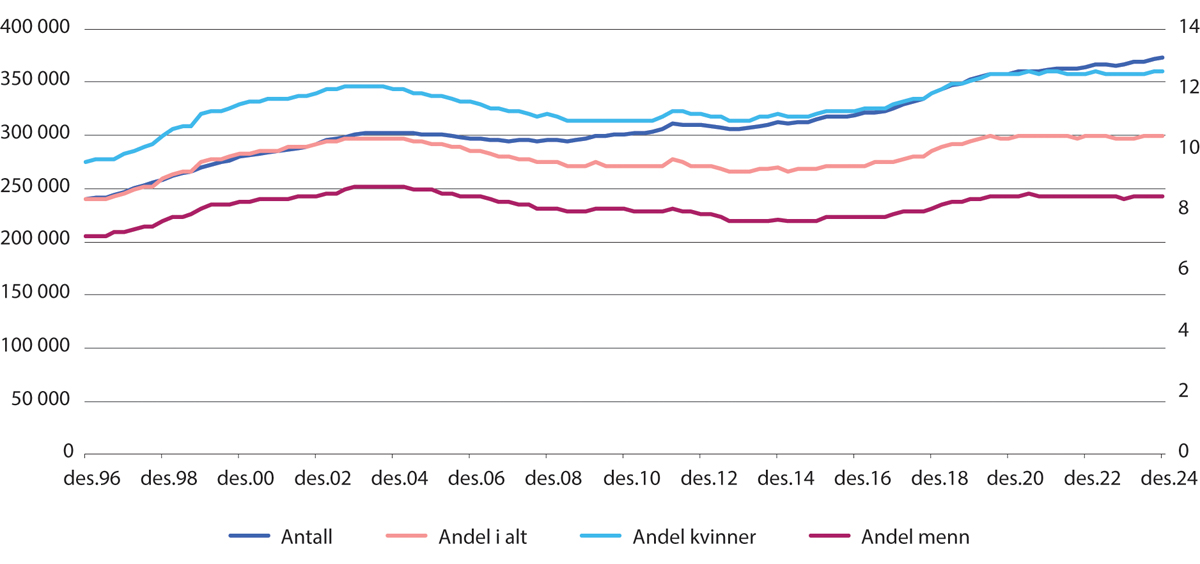 400 000 14
350 000 12
300 000
250 000 10
200 000 8
150 000 6
100 000 4
50 000 2
0 0
des.96 des.98 des.00 des.02 des.04 des.06 des.08 des.10 des.12 des.14 des.16 des.18 des.20 des.22 des.24
Antall Andel i alt Andel kvinner Andel menn